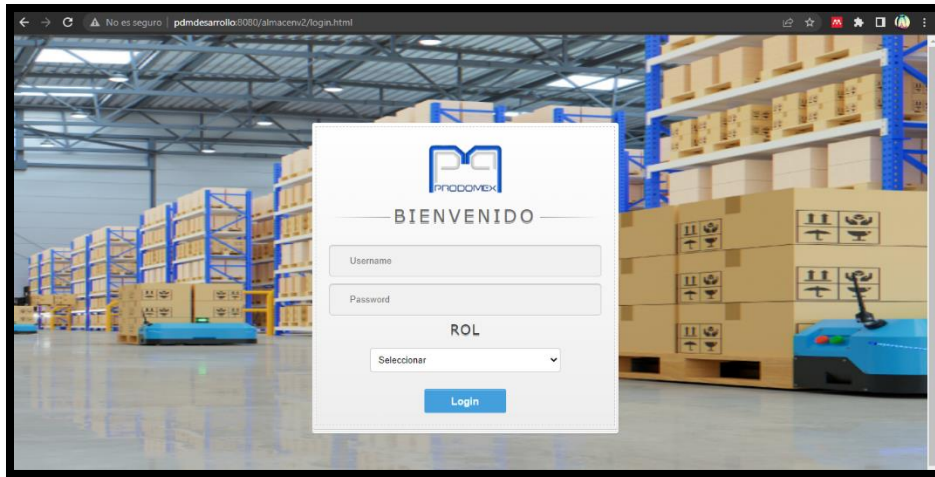 No es seguro | pdmdesarrollo:8080/almacenv2/login.html
PRODOMEX
BIENVENIDO
Username
Password
ROL
Seleccionar
Login